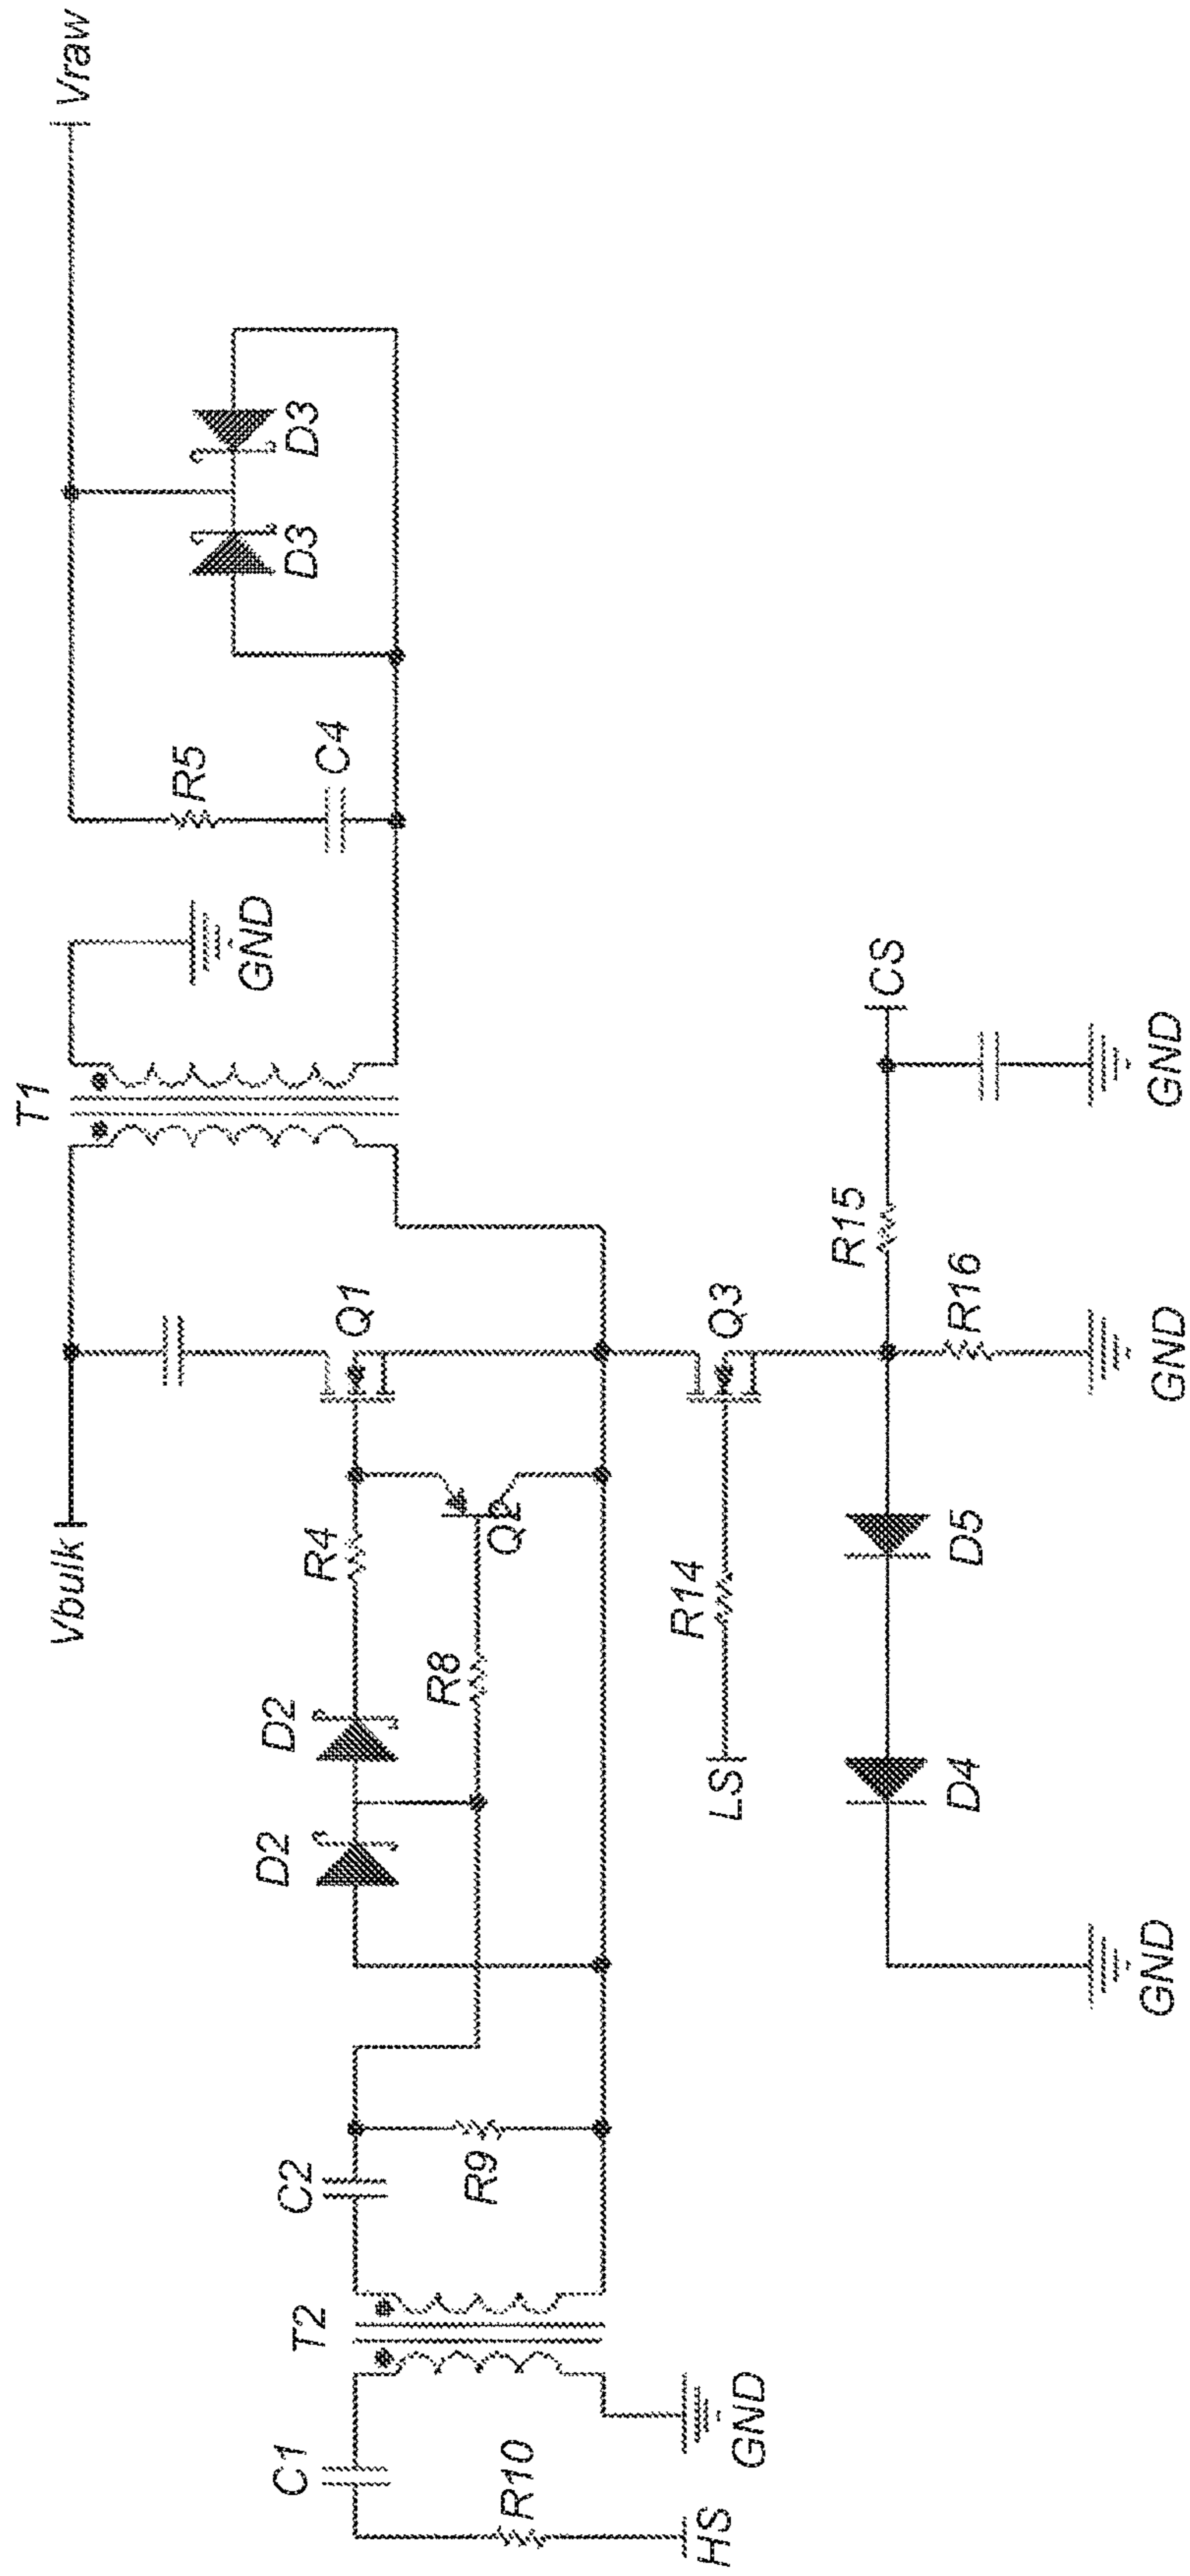 Vraw
D3
D3
R5
C4
GND
T1
CS
GND
R15
R16
GND
Q1
Q3
Vbulk
R4
Q2
D5
R14
R8
D2
LS
D4
D2
GND
C2
R9
T2
GND
C1
R10
HS